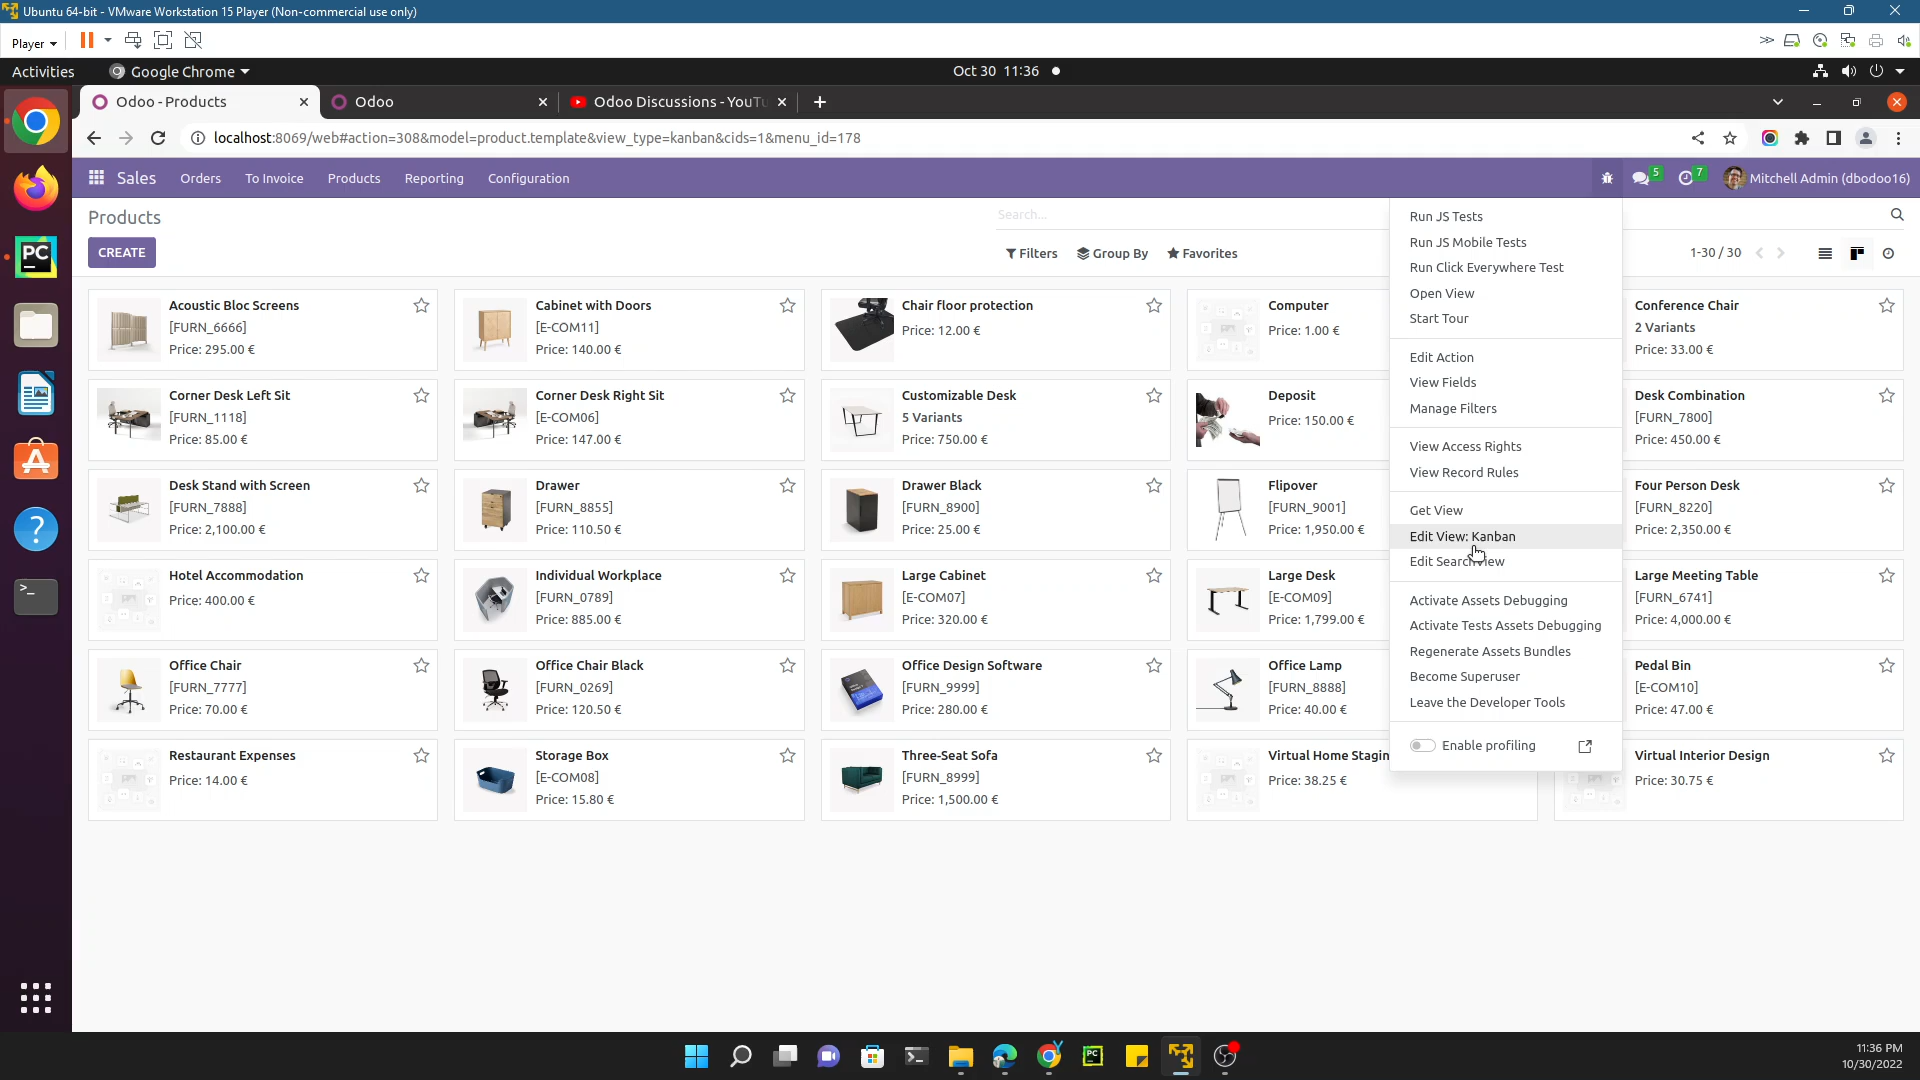 Ubuntu 64-bit - VMware Workstation 15 Player (Non-commercial use only)
Player
Activities
Google Chrome
Oct 30 11:36
Odoo - Products
Odoo
Odoo Discussions - YouTu
localhost:8069/web#action=308&model=product.template&view_type=kanban&cids=1&menu_id=178
Sales
Orders
To Invoice
Products
Reporting
Configuration
5
7
Mitchell Admin (dbodoo16)
Products
Search...
CREATE
Filters
Group By
Favorites
1-30 / 30
Acoustic Bloc Screens
[FURN_6666]
Price: 295.00 €
Cabinet with Doors
[E-COM11]
Price: 140.00 €
Chair floor protection
Price: 12.00 €
Computer
Price: 1.00 €
Conference Chair
2 Variants
Price: 33.00 €
Corner Desk Left Sit
[FURN_1118]
Price: 85.00 €
Corner Desk Right Sit
[E-COM06]
Price: 147.00 €
Customizable Desk
5 Variants
Price: 750.00 €
Deposit
Price: 150.00 €
Desk Combination
[FURN_7800]
Price: 450.00 €
Desk Stand with Screen
[FURN_7888]
Price: 2,100.00 €
Drawer
[FURN_8855]
Price: 110.50 €
Drawer Black
[FURN_8900]
Price: 25.00 €
Flipover
[FURN_9001]
Price: 1,950.00 €
Four Person Desk
[FURN_8220]
Price: 2,350.00 €
Hotel Accommodation
Price: 400.00 €
Individual Workplace
[FURN_0789]
Price: 885.00 €
Large Cabinet
[E-COM07]
Price: 320.00 €
Large Desk
[E-COM09]
Price: 1,799.00 €
Large Meeting Table
[FURN_6741]
Price: 4,000.00 €
Office Chair
[FURN_7777]
Price: 70.00 €
Office Chair Black
[FURN_0269]
Price: 120.50 €
Office Design Software
[FURN_9999]
Price: 280.00 €
Office Lamp
[FURN_8888]
Price: 40.00 €
Pedal Bin
[E-COM10]
Price: 47.00 €
Restaurant Expenses
Price: 14.00 €
Storage Box
[E-COM08]
Price: 15.80 €
Three-Seat Sofa
[FURN_8999]
Price: 1,500.00 €
Virtual Home Stagin
Price: 38.25 €
Virtual Interior Design
Price: 30.75 €
Run JS Tests
Run JS Mobile Tests
Run Click Everywhere Test
Open View
Start Tour
Edit Action
View Fields
Manage Filters
View Access Rights
View Record Rules
Get View
Edit View: Kanban
Edit SearchView
Activate Assets Debugging
Activate Tests Assets Debugging
Regenerate Assets Bundles
Become Superuser
Leave the Developer Tools
Enable profiling
11:36 PM
10/30/2022